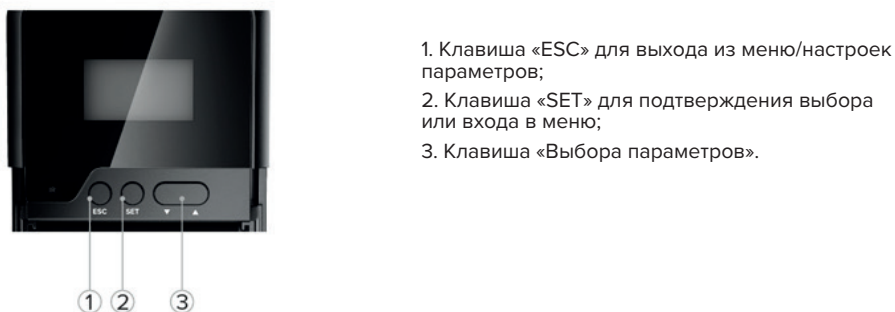 1. Клавиша «ESC» для выхода из меню/настроек
параметров;
2. Клавиша «SET» для подтверждения выбора
или входа в меню;
3. Клавиша «Выбора параметров».
ESC SET ▼ ▲
1 2 3